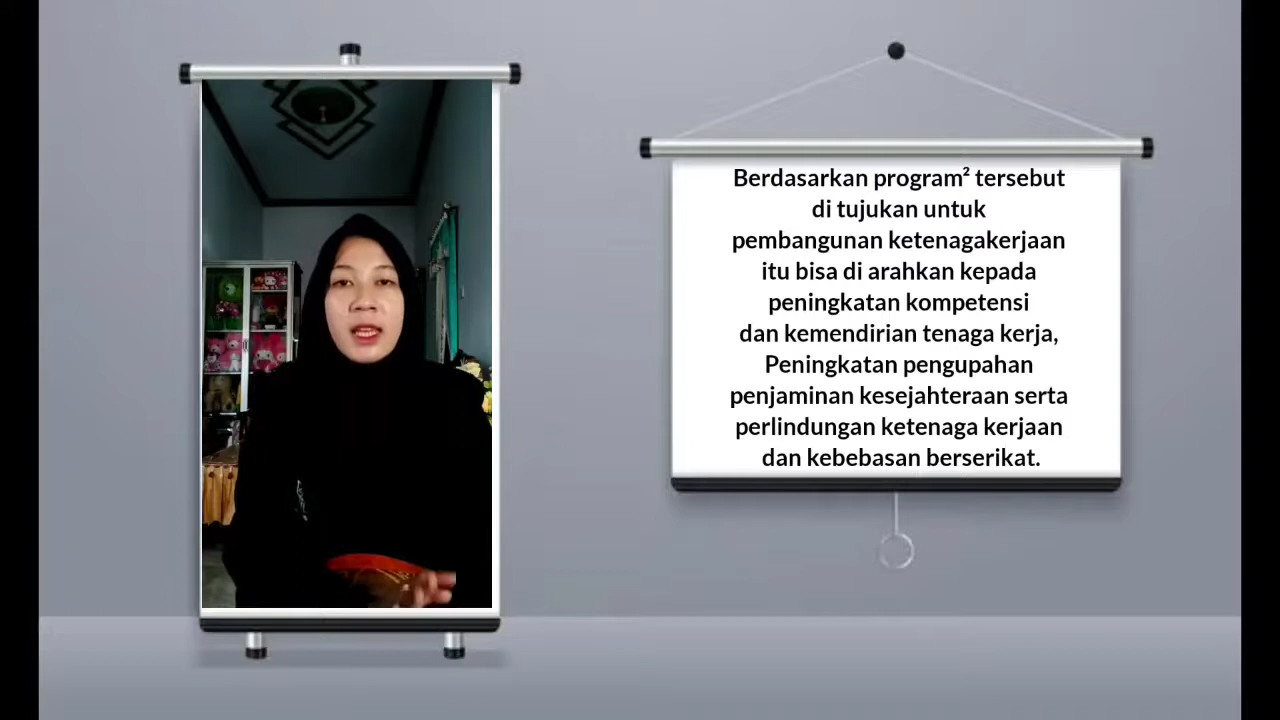 Berdasarkan program² tersebut
di tujukan untuk
pembangunan ketenagakerjaan
itu bisa di arahkan kepada
peningkatan kompetensi
dan kemendirian tenaga kerja,
Peningkatan pengupahan
penjaminan kesejahteraan serta
perlindungan ketenaga kerjaan
dan kebebasan berserikat.